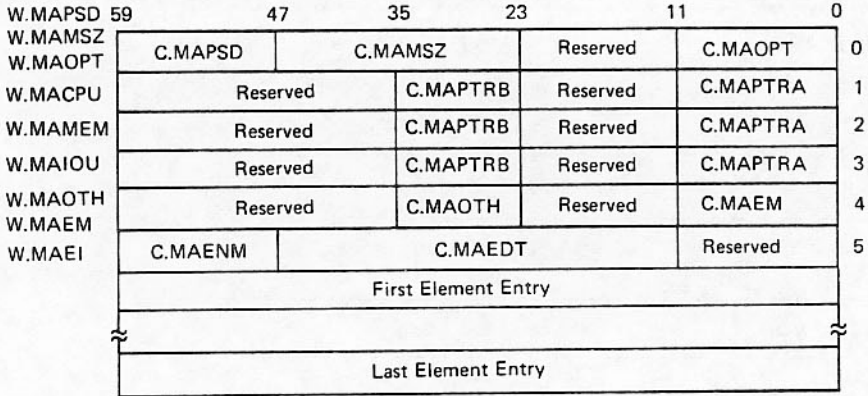 W.MAPSD 59 47 35 23 11 0
W.MAMSZ
W.MAOPT C.MAPSD C.MAMSZ Reserved C.MAOPT 0
W.MACPU Reserved C.MAPTRB Reserved C.MAPTRA 1
W.MAMEM Reserved C.MAPTRB Reserved C.MAPTRA 2
W.MAIOU Reserved C.MAPTRB Reserved C.MAPTRA 3
W.MAOTH
W.MAEM Reserved C.MAOTH Reserved C.MAEM 4
W.MAEI C.MAENM C.MAEDT Reserved 5
First Element Entry
≈ ≈
Last Element Entry